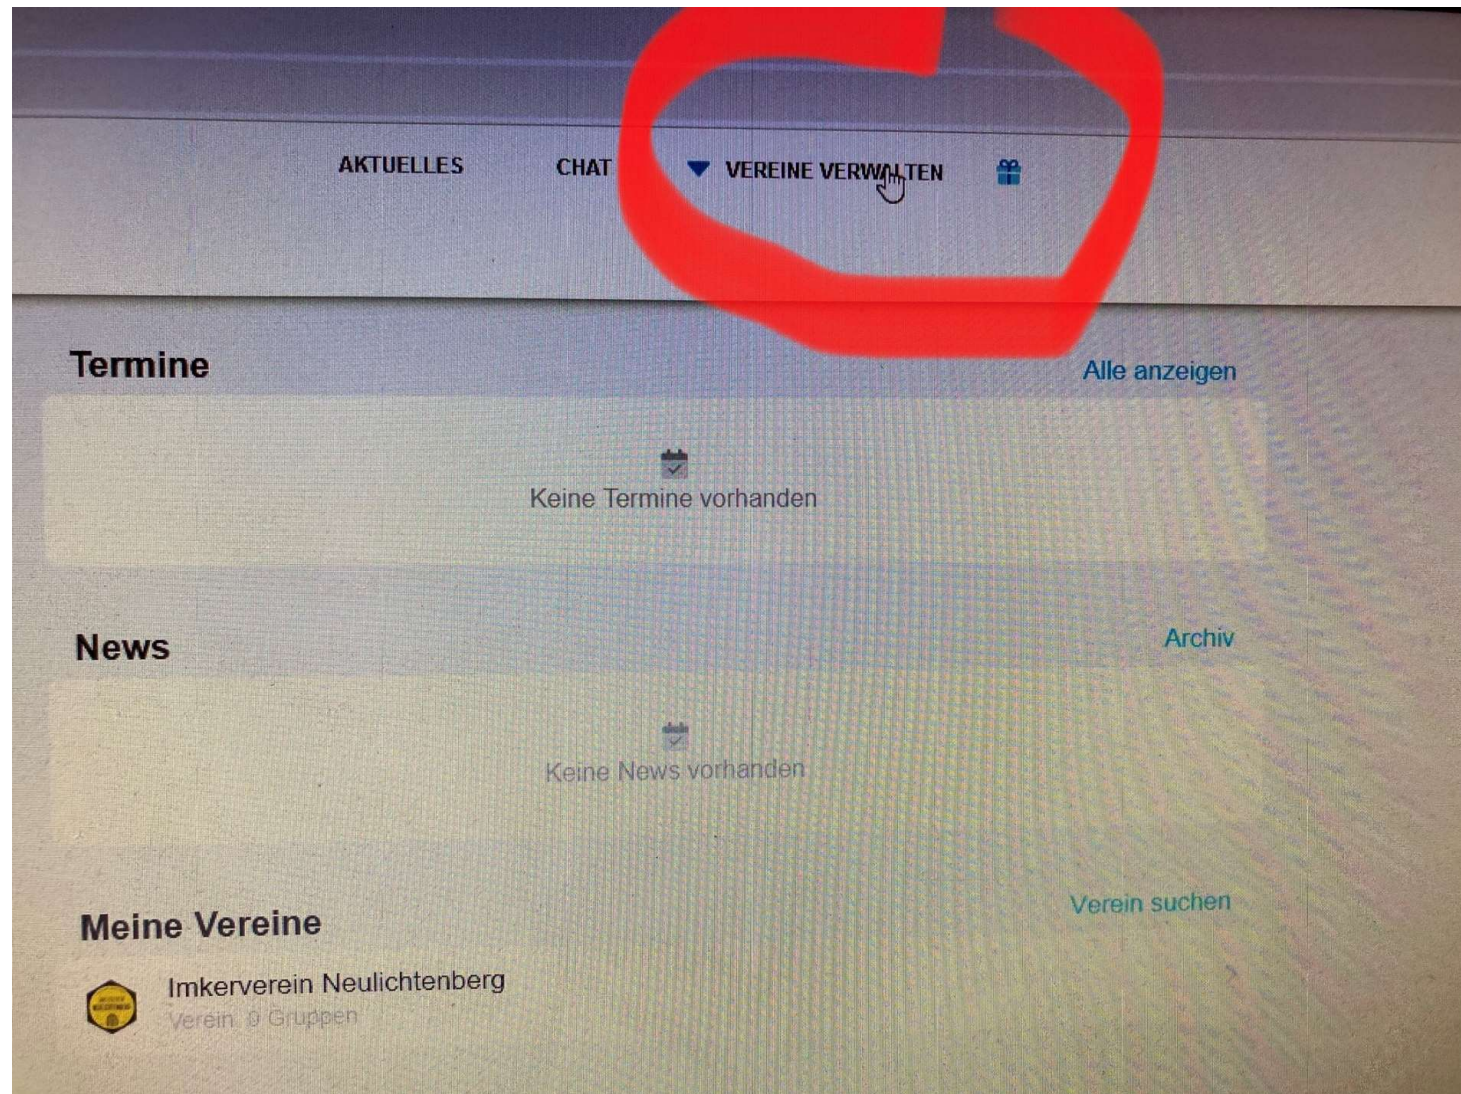 AKTUELLES CHAT VEREINE VERWALTEN
Termine Alle anzeigen
Keine Termine vorhanden
News Archiv
Keine News vorhanden
Meine Vereine Verein suchen
Imkerverein Neulichtenberg
Verein, 9 Gruppen